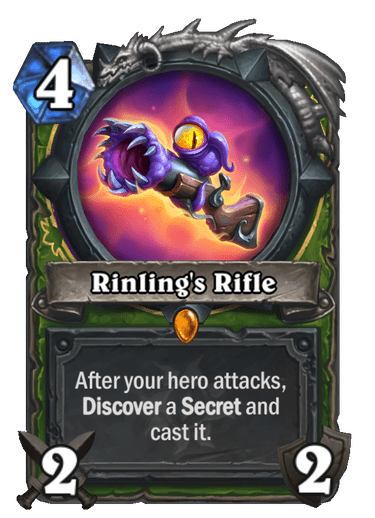 4
Rinling's Rifle
After your hero attacks,
Discover a Secret and
cast it.
2
2